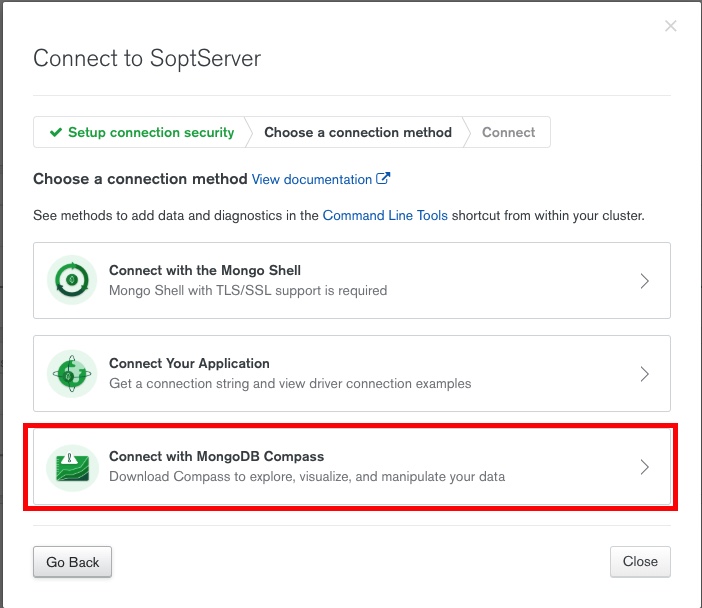 Connect to SoptServer
Setup connection security
Choose a connection method
Connect
Choose a connection method View documentation
See methods to add data and diagnostics in the Command Line Tools shortcut from within your cluster.
Connect with the Mongo Shell
Mongo Shell with TLS/SSL support is required
Connect Your Application
Get a connection string and view driver connection examples
Connect with MongoDB Compass
Download Compass to explore, visualize, and manipulate your data
Go Back
Close